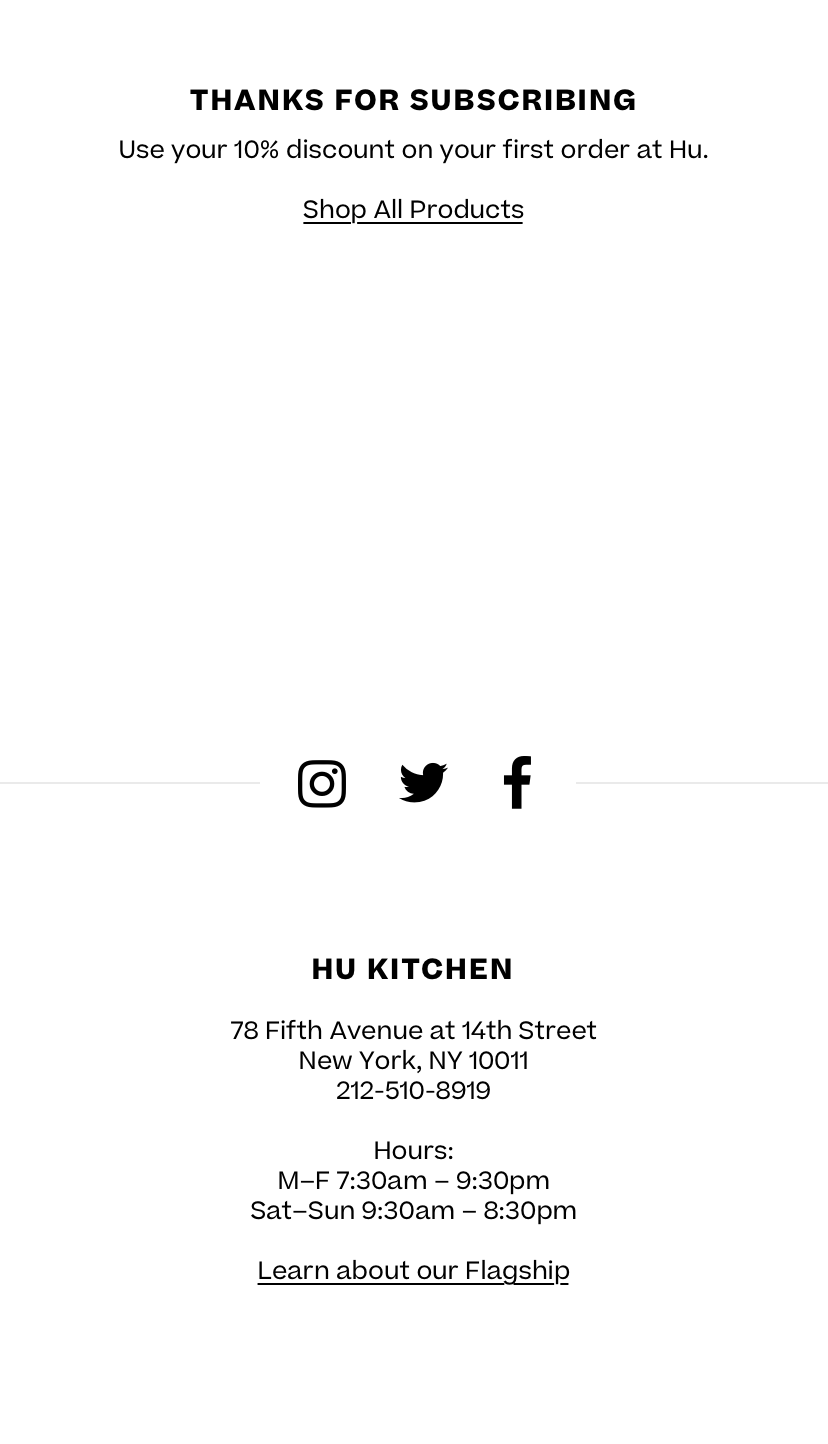 THANKS FOR SUBSCRIBING
Use your 10% discount on your first order at Hu.
Shop All Products
HU KITCHEN
78 Fifth Avenue at 14th Street
New York, NY 10011
212-510-8919
Hours:
M–F 7:30am – 9:30pm
Sat–Sun 9:30am – 8:30pm
Learn about our Flagship